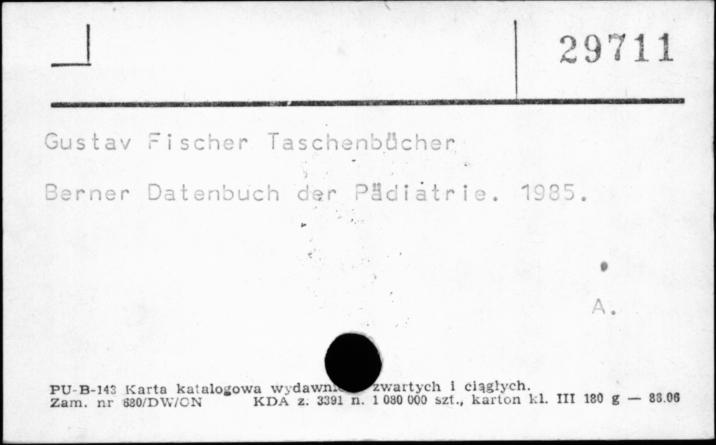 29711
Gustav Fischer Taschenbücher
Berner Datenbuch der Pädiatrie. 1985.
A.
PU-B-143 Karta katalogowa wydawni zwartych i ciągłych.
Zam. nr 680/DW/ON KDA z. 3391 n. 1 080 000 szt., karton kl. III 180 g — 86.06